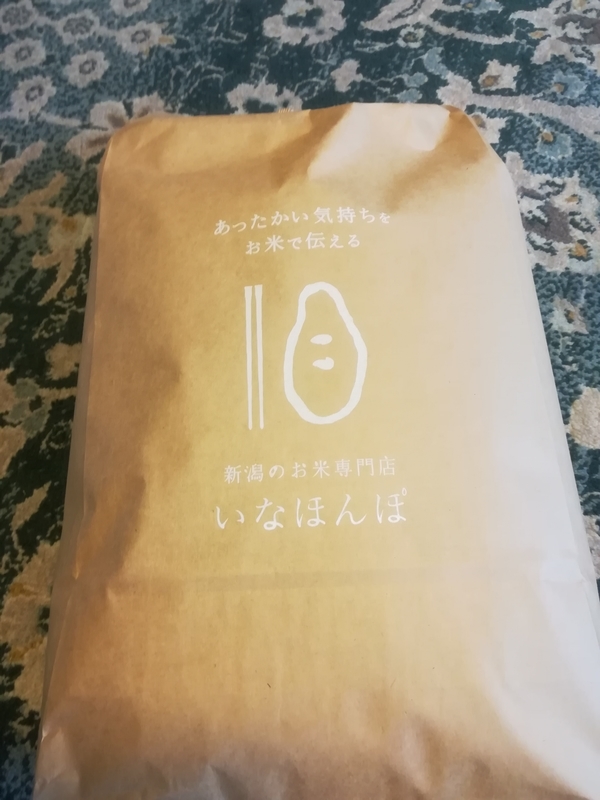 あったかい気持ちを
お米で伝える
新潟のお米専門店
いなほんぽ